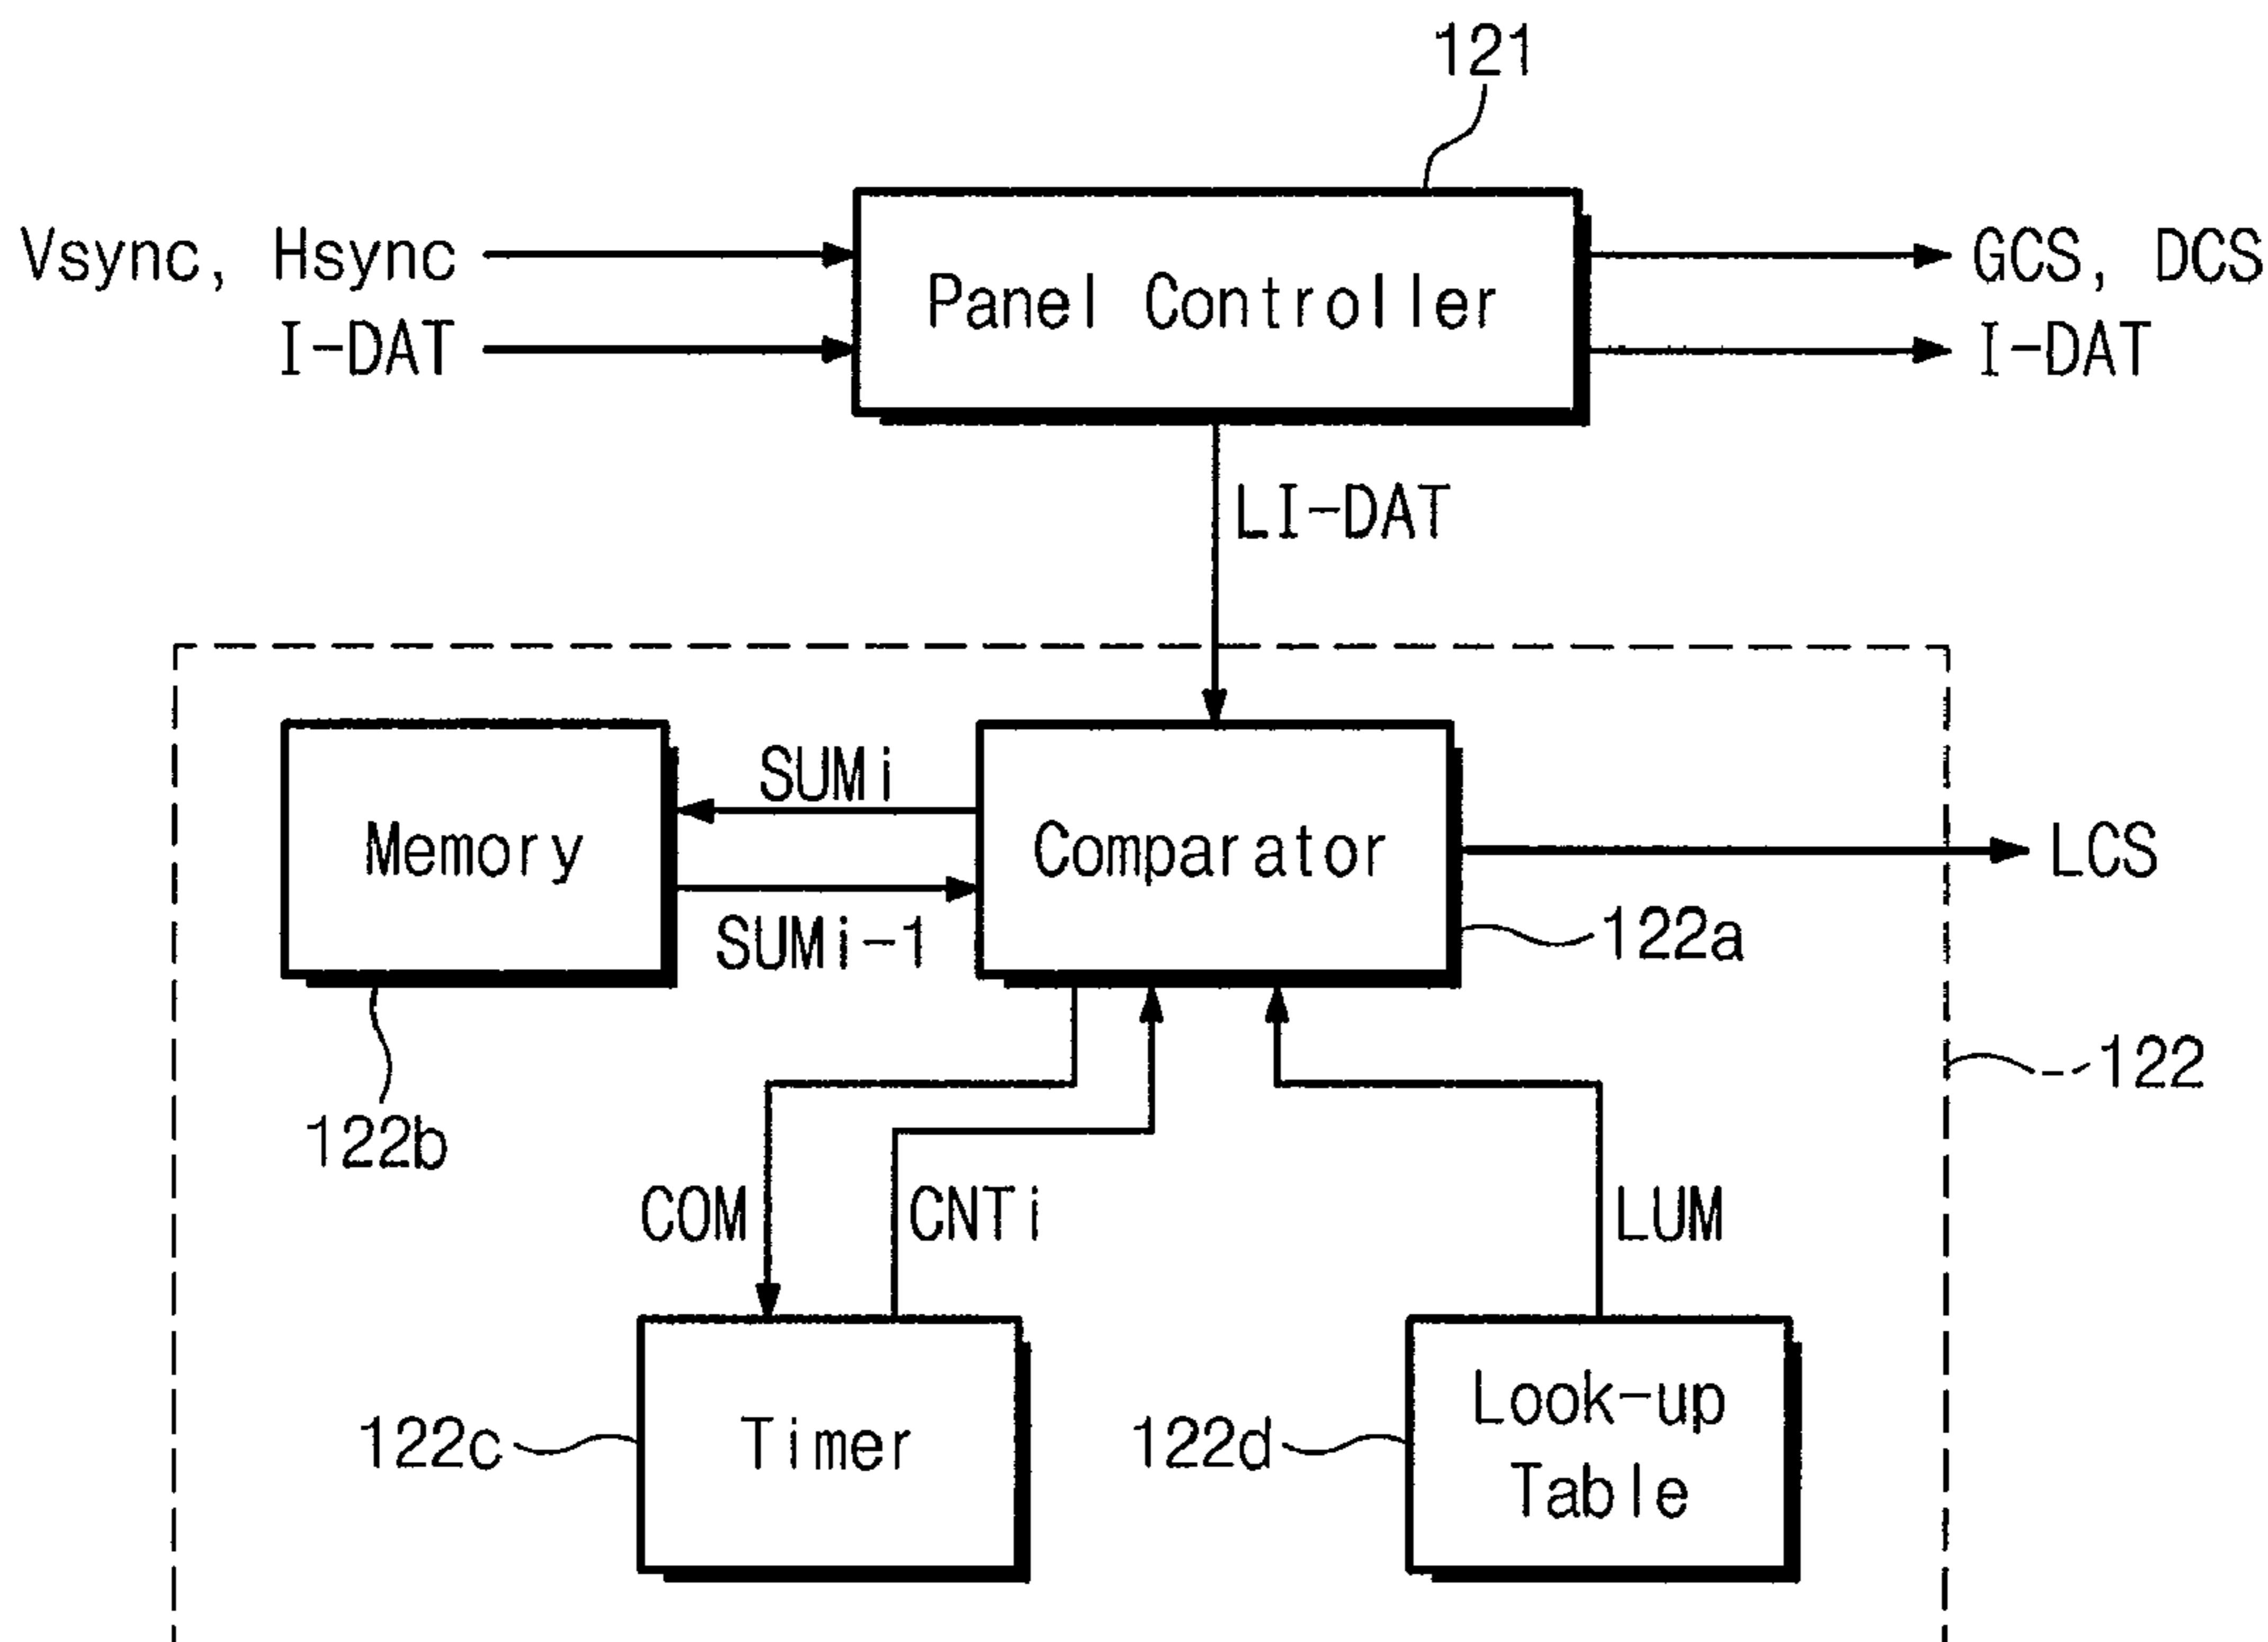 121
Vsync, Hsync
GCS, DCS
I-DAT
Panel Controller
I-DAT
LI-DAT
SUMi
Memory
Comparator
LCS
SUMi-1
122a
122
122b
COM
CNTi
LUM
Look-up
122c
Timer
122d
Table